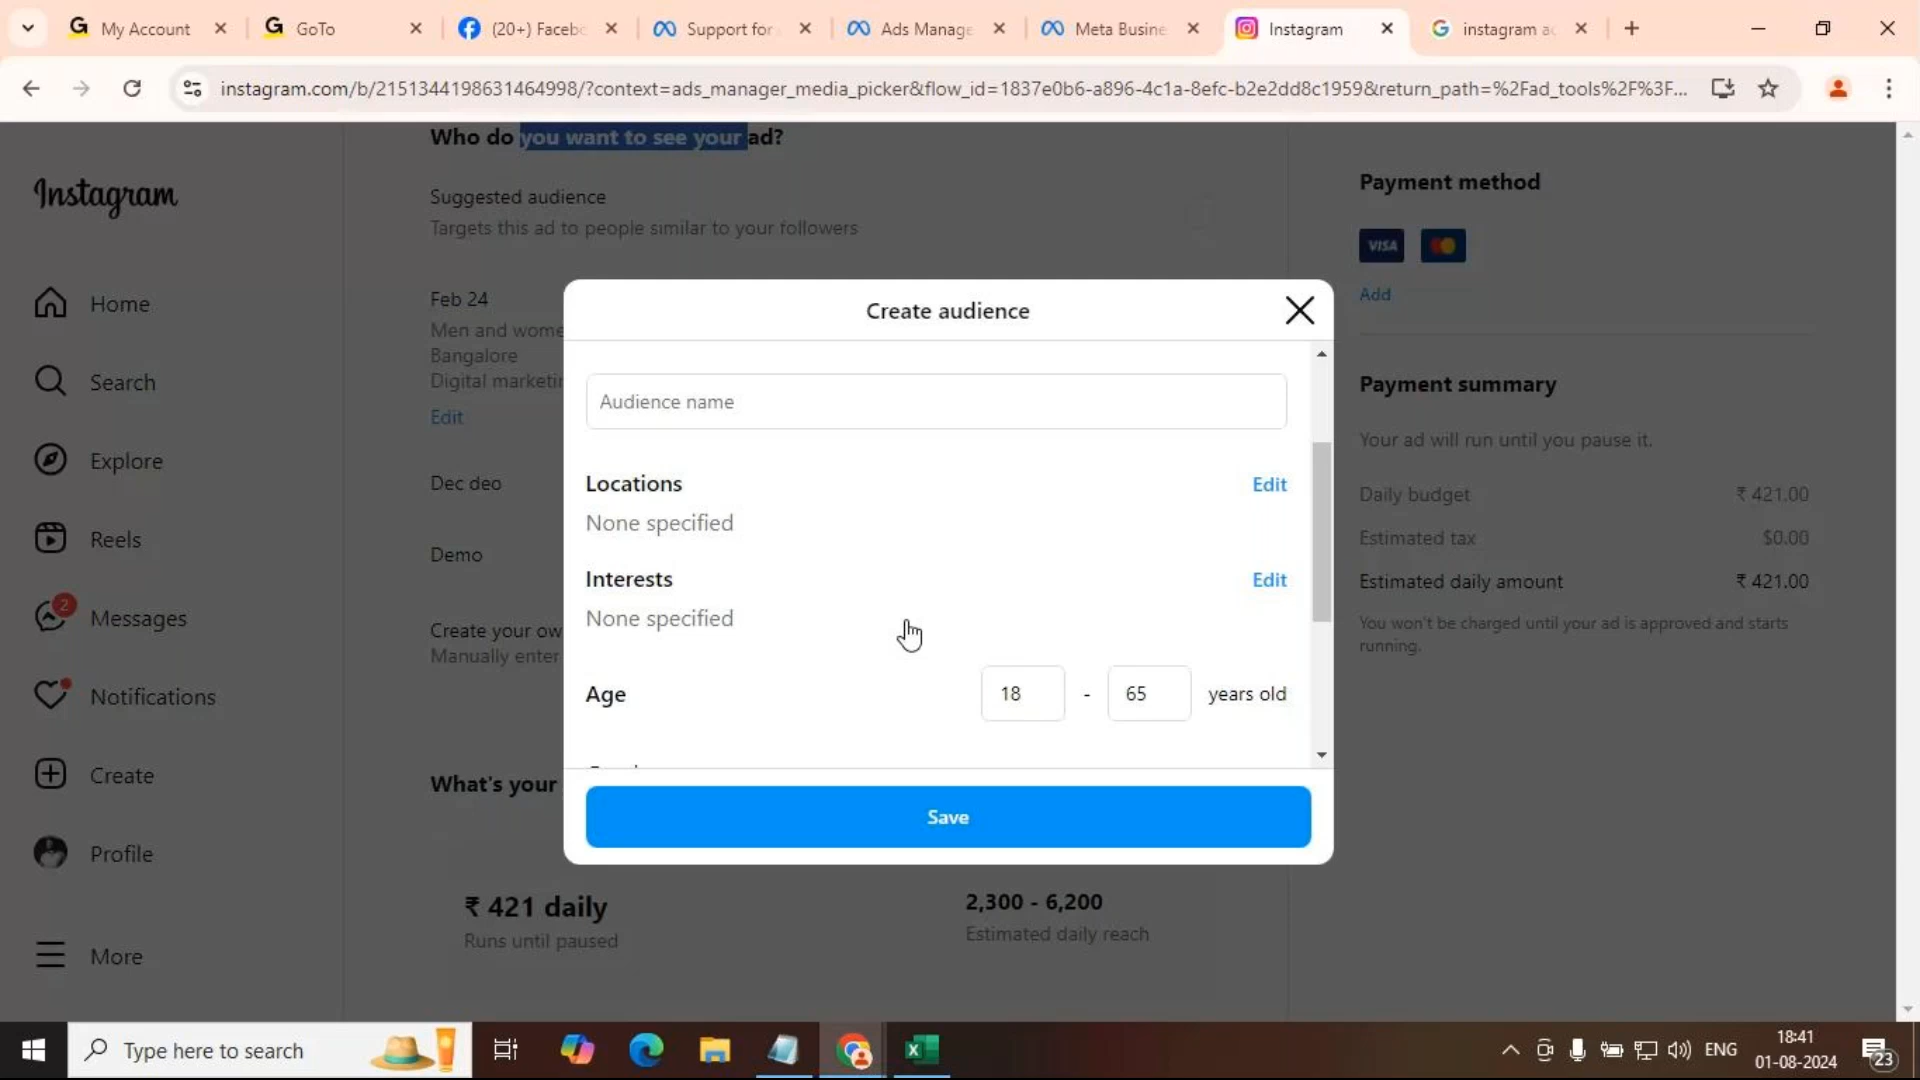 My Account
GoTo
(20+) Facebo
Support for
Ads Manage
Meta Busine
Instagram
instagram a
instagram.com/b/2151344198631464998/?context=ads_manager_media_picker&flow_id=1837e0b6-a896-4c1a-8efc-b2e2dd8c1959&return_path=%2Fad_tools%2F%3F...
Instagram
Home
Search
Explore
Reels
2
Messages
Notifications
Create
Profile
More
Who do you want to see your ad?
Suggested audience
Targets this ad to people similar to your followers
Feb 24
Men and wome
Bangalore
Digital marketin
Edit
Dec deo
Demo
Create your ow
Manually enter
What's your
₹ 421 daily
Runs until paused
2,300 - 6,200
Estimated daily reach
Create audience
Audience name
Locations
Edit
None specified
Interests
Edit
None specified
Age
18 - 65 years old
Save
Payment method
VISA
Add
Payment summary
Your ad will run until you pause it.
Daily budget ₹ 421.00
Estimated tax $0.00
Estimated daily amount ₹ 421.00
You won't be charged until your ad is approved and starts
running.
Type here to search
ENG
18:41
01-08-2024
23